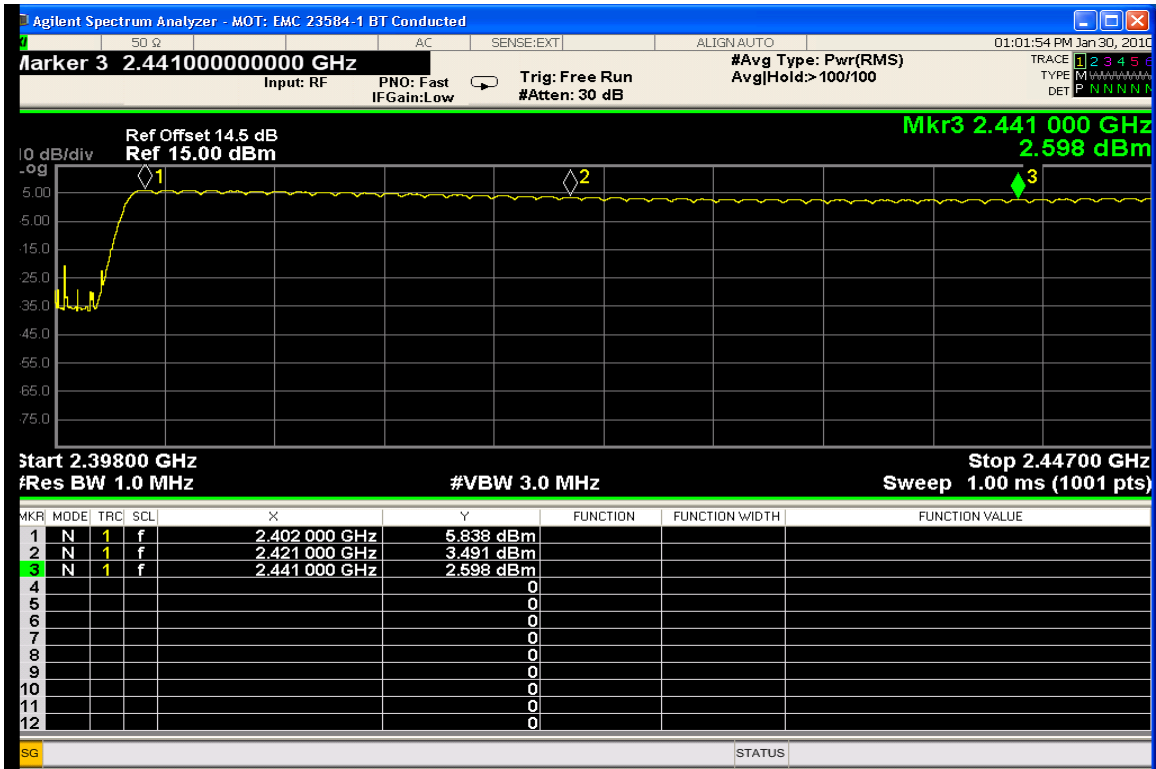 Agilent Spectrum Analyzer - MOT: EMC 23584-1 BT Conducted
50 Ω AC SENSE:EXT ALIGNAUTO 01:01:54 PM Jan 30, 2010
Marker 3 2.441000000000 GHz
Input: RF PNO: Fast IFGain:Low Trig: Free Run #Atten: 30 dB
#Avg Type: Pwr(RMS) Avg|Hold:>100/100
TRACE 1 2 3 4 5 6
TYPE M
DET P N N N N N
Mkr3 2.441 000 GHz
2.598 dBm
Ref Offset 14.5 dB
10 dB/div Ref 15.00 dBm
Log
1
2
3
5.00
-5.00
-15.0
-25.0
-35.0
-45.0
-55.0
-65.0
-75.0
Start 2.39800 GHz Stop 2.44700 GHz
#Res BW 1.0 MHz #VBW 3.0 MHz Sweep 1.00 ms (1001 pts)
MKR MODE TRC SCL X Y FUNCTION FUNCTION WIDTH FUNCTION VALUE
1 N 1 f 2.402 000 GHz 5.838 dBm
2 N 1 f 2.421 000 GHz 3.491 dBm
3 N 1 f 2.441 000 GHz 2.598 dBm
4 0
5 0
6 0
7 0
8 0
9 0
10 0
11 0
12 0
SG STATUS